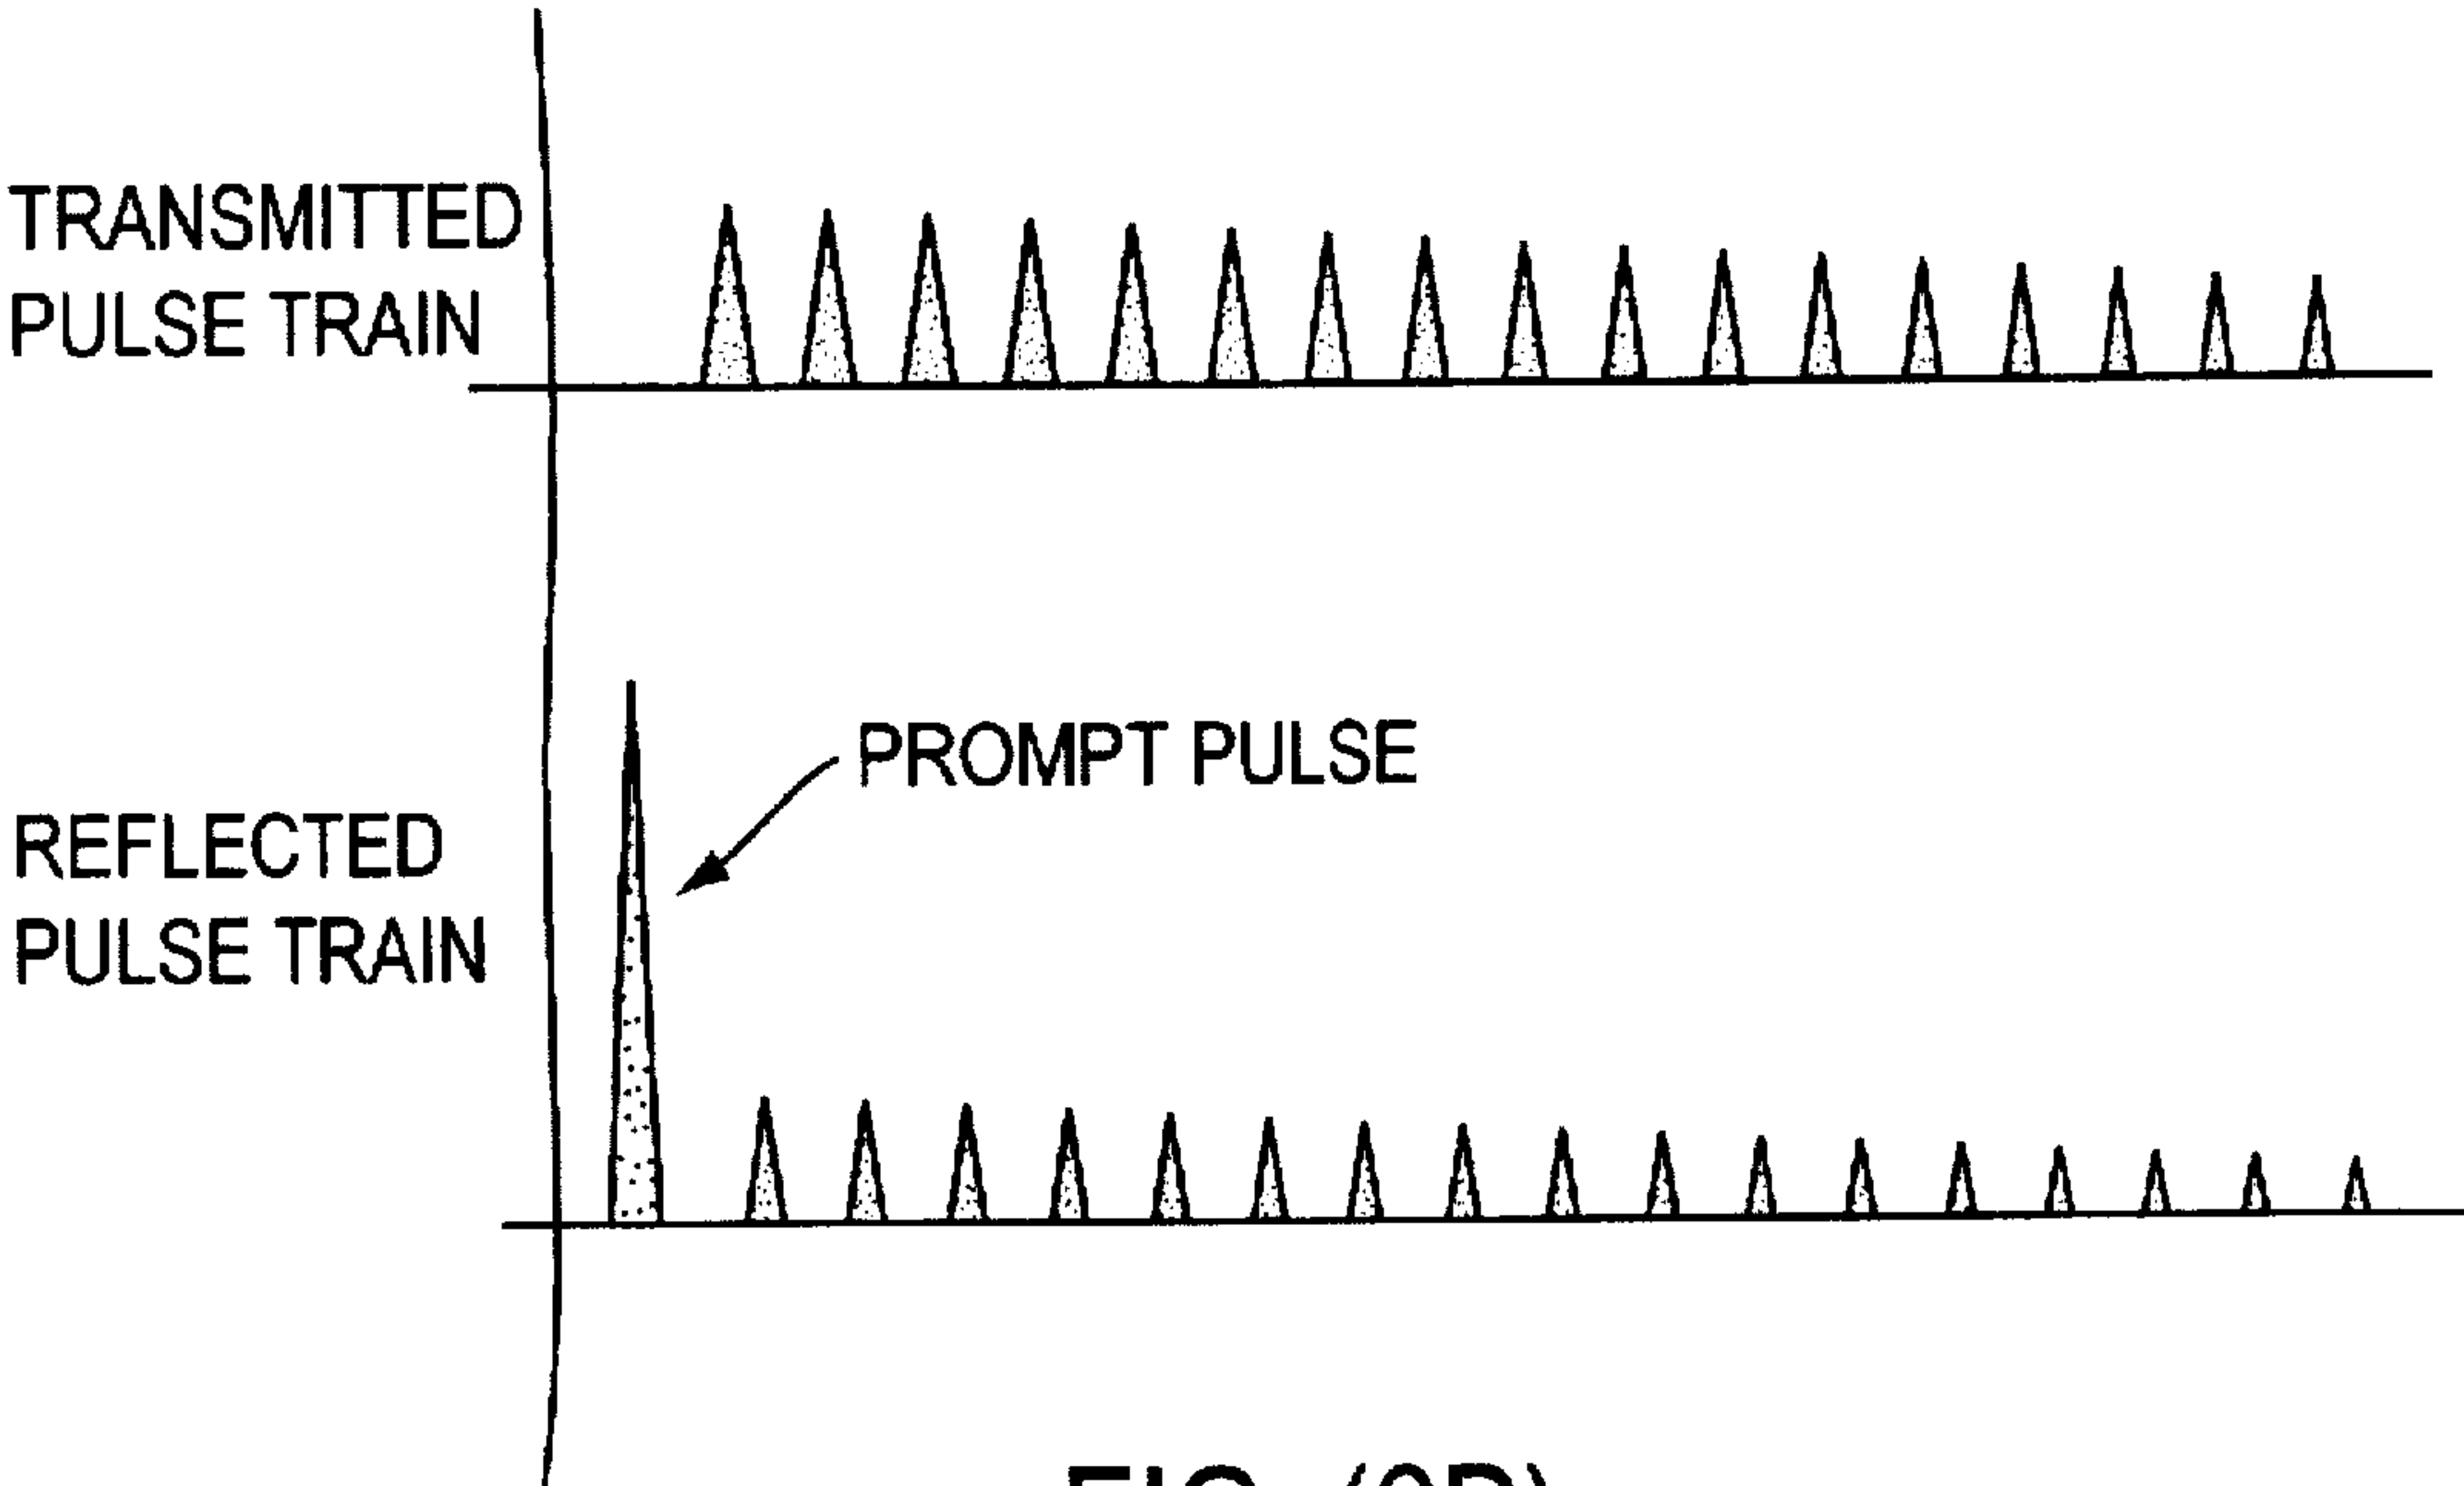 TRANSMITTED
PULSE TRAIN
PROMPT PULSE
REFLECTED
PULSE TRAIN